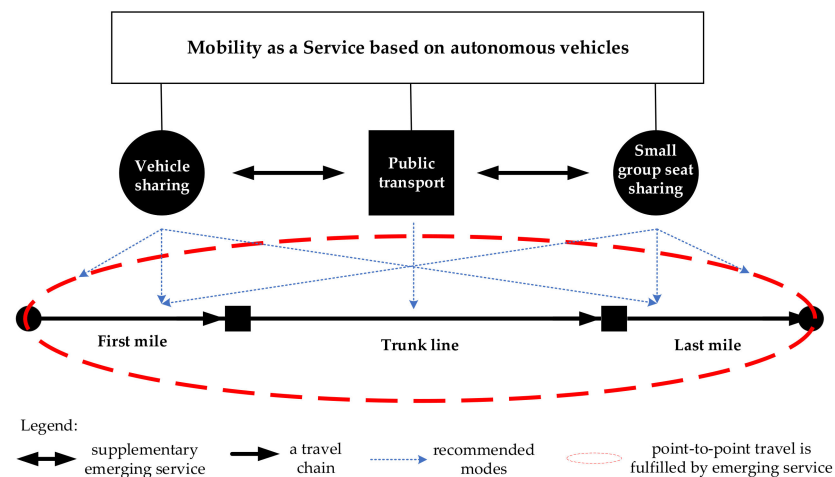 Mobility as a Service based on autonomous vehicles
Vehicle
sharing
Public
transport
Small
group seat
sharing
First mile
Trunk line
Last mile
Legend:
supplementary
emerging service
a travel
chain
recommended
modes
point-to-point travel is
fulfilled by emerging service